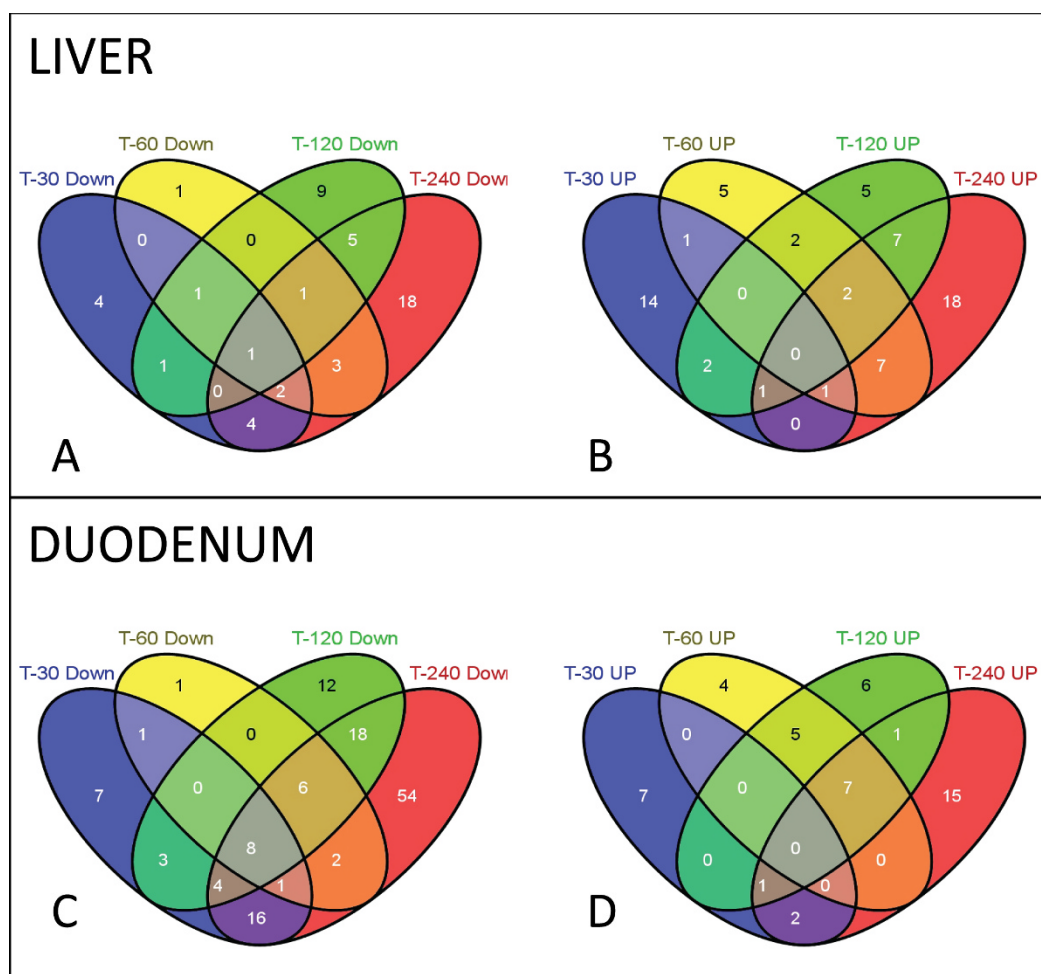 LIVER
T-60 Down T-120 Down T-60 UP T-120 UP
T-30 Down T-240 Down T-30 UP T-240 UP
1 9 5 5
0 0 5 1 2 7
4 1 1 18 14 0 2 18
1 1 3 2 0 7
0 2 1 1
4 0
A B
DUODENUM
T-60 Down T-120 Down T-60 UP T-120 UP
T-30 Down T-240 Down T-30 UP T-240 UP
1 12 4 6
1 0 18 0 5 1
7 0 6 54 7 0 7 15
3 8 2 0 0 0
4 1 1 0
16 2
C D